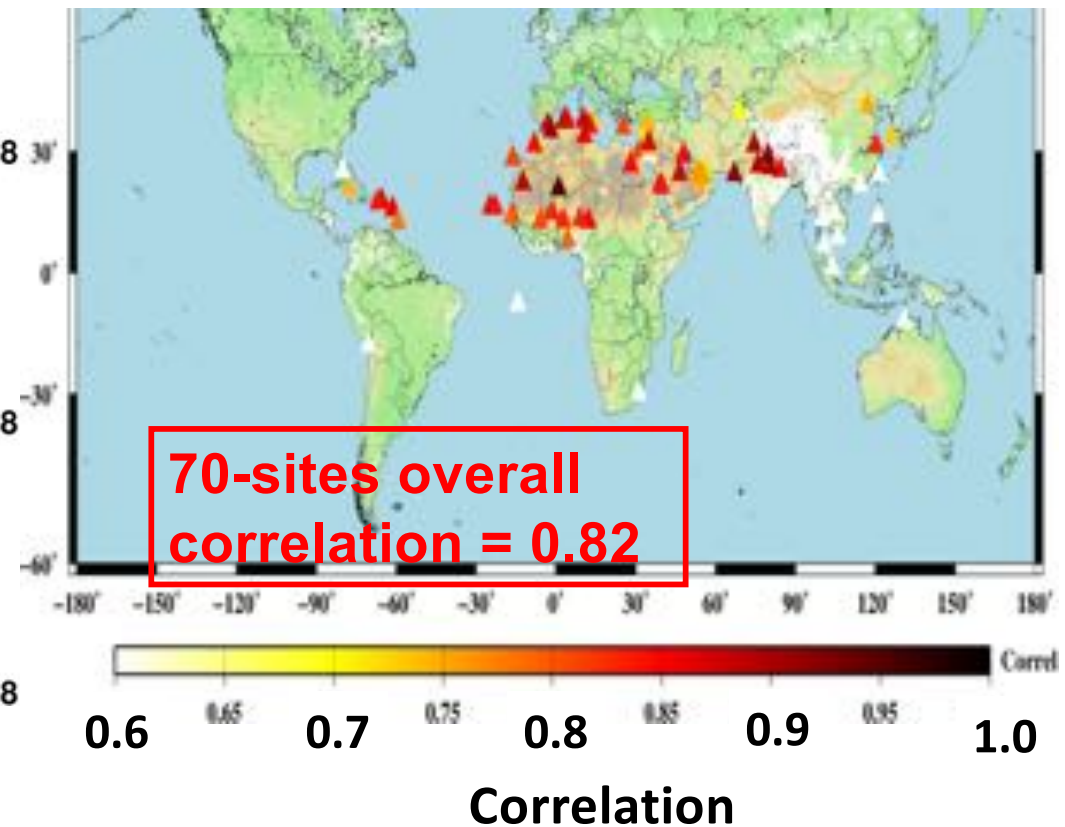 8 30°
0°
-30°
8
70-sites overall
correlation = 0.82
-60°
-180° -150° -120° -90° -60° -30° 0° 30° 60° 90° 120° 150° 180°
Correl
8
0.65 0.75 0.85 0.95
0.6 0.7 0.8 0.9 1.0
Correlation